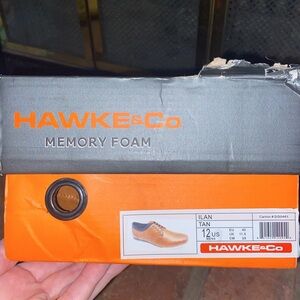 HAWKE&Co
MEMORY FOAM
ILAN
TAN
12 US
HAWKE&Co